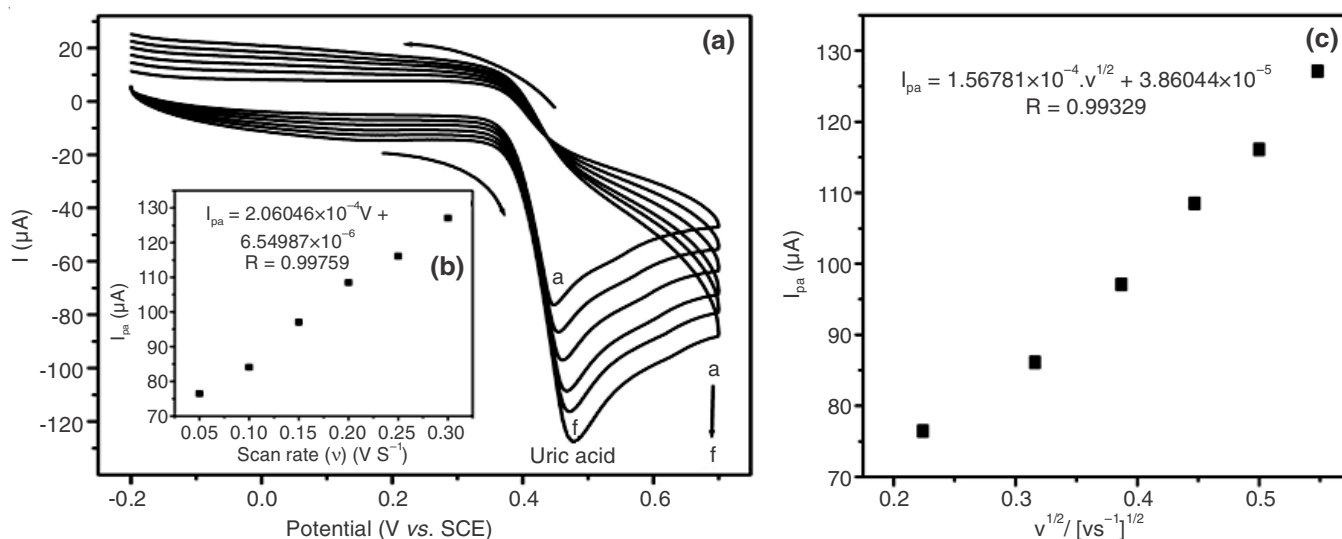 (a)
20
0
-20
-40
-60
-80
-100
-120
I (µA)
-0.2
0.0
0.2
0.4
0.6
Potential (V vs. SCE)
a
f
Uric acid
a
f
I_pa = 2.06046×10⁻⁴V +
6.54987×10⁻⁶
R = 0.99759
(b)
130
120
110
100
95
85
80
70
I_pa (µA)
0.05 0.10 0.15 0.20 0.25 0.30
Scan rate (ν) (V S⁻¹)
(c)
I_pa = 1.56781×10⁻⁴.v^1/2 + 3.86044×10⁻⁵
R = 0.99329
130
120
110
100
90
80
70
I_pa (µA)
0.2
0.3
0.4
0.5
v^1/2/ [vs⁻¹]^1/2